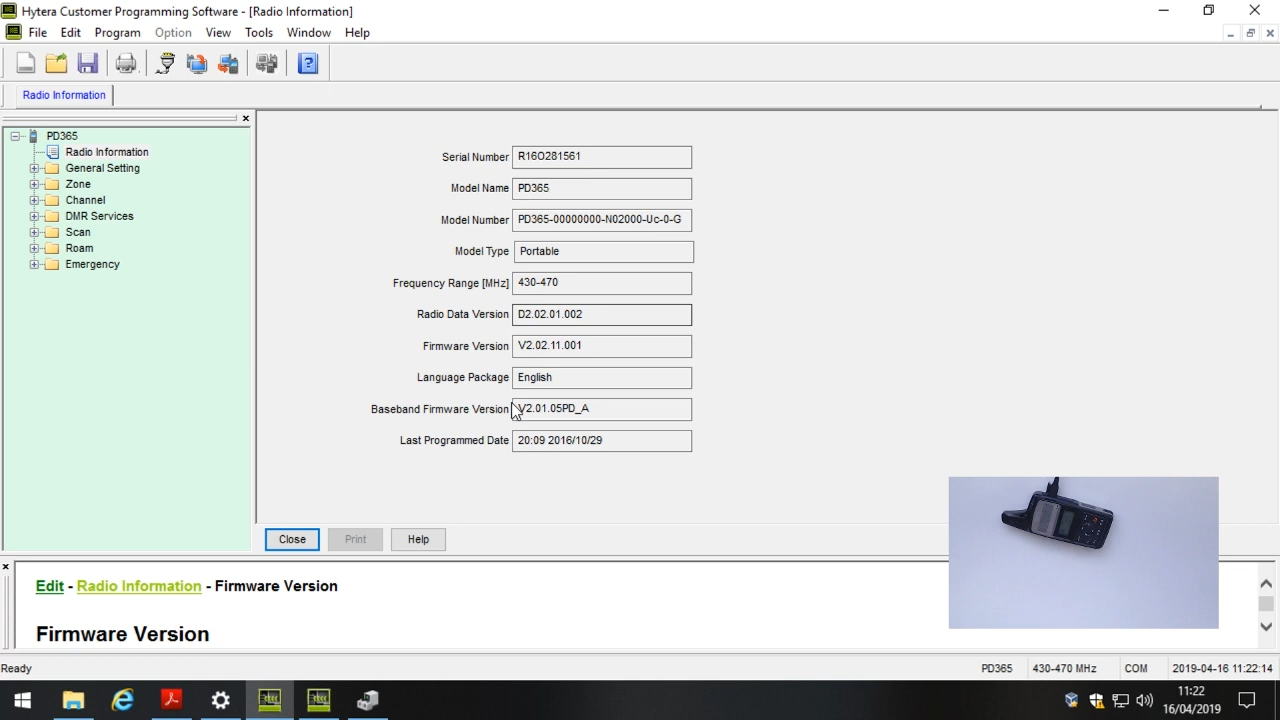 Hytera Customer Programming Software - [Radio Information]
File Edit Program Option View Tools Window Help
Radio Information
PD365
Radio Information
General Setting
Zone
Channel
DMR Services
Scan
Roam
Emergency
Serial Number R16O281561
Model Name PD365
Model Number PD365-00000000-N02000-Uc-0-G
Model Type Portable
Frequency Range [MHz] 430-470
Radio Data Version D2.02.01.002
Firmware Version V2.02.11.001
Language Package English
Baseband Firmware Version V2.01.05PD_A
Last Programmed Date 20:09 2016/10/29
Close Print Help
Edit - Radio Information - Firmware Version
Firmware Version
Ready PD365 430-470 MHz COM 2019-04-16 11:22:14
11:22
16/04/2019